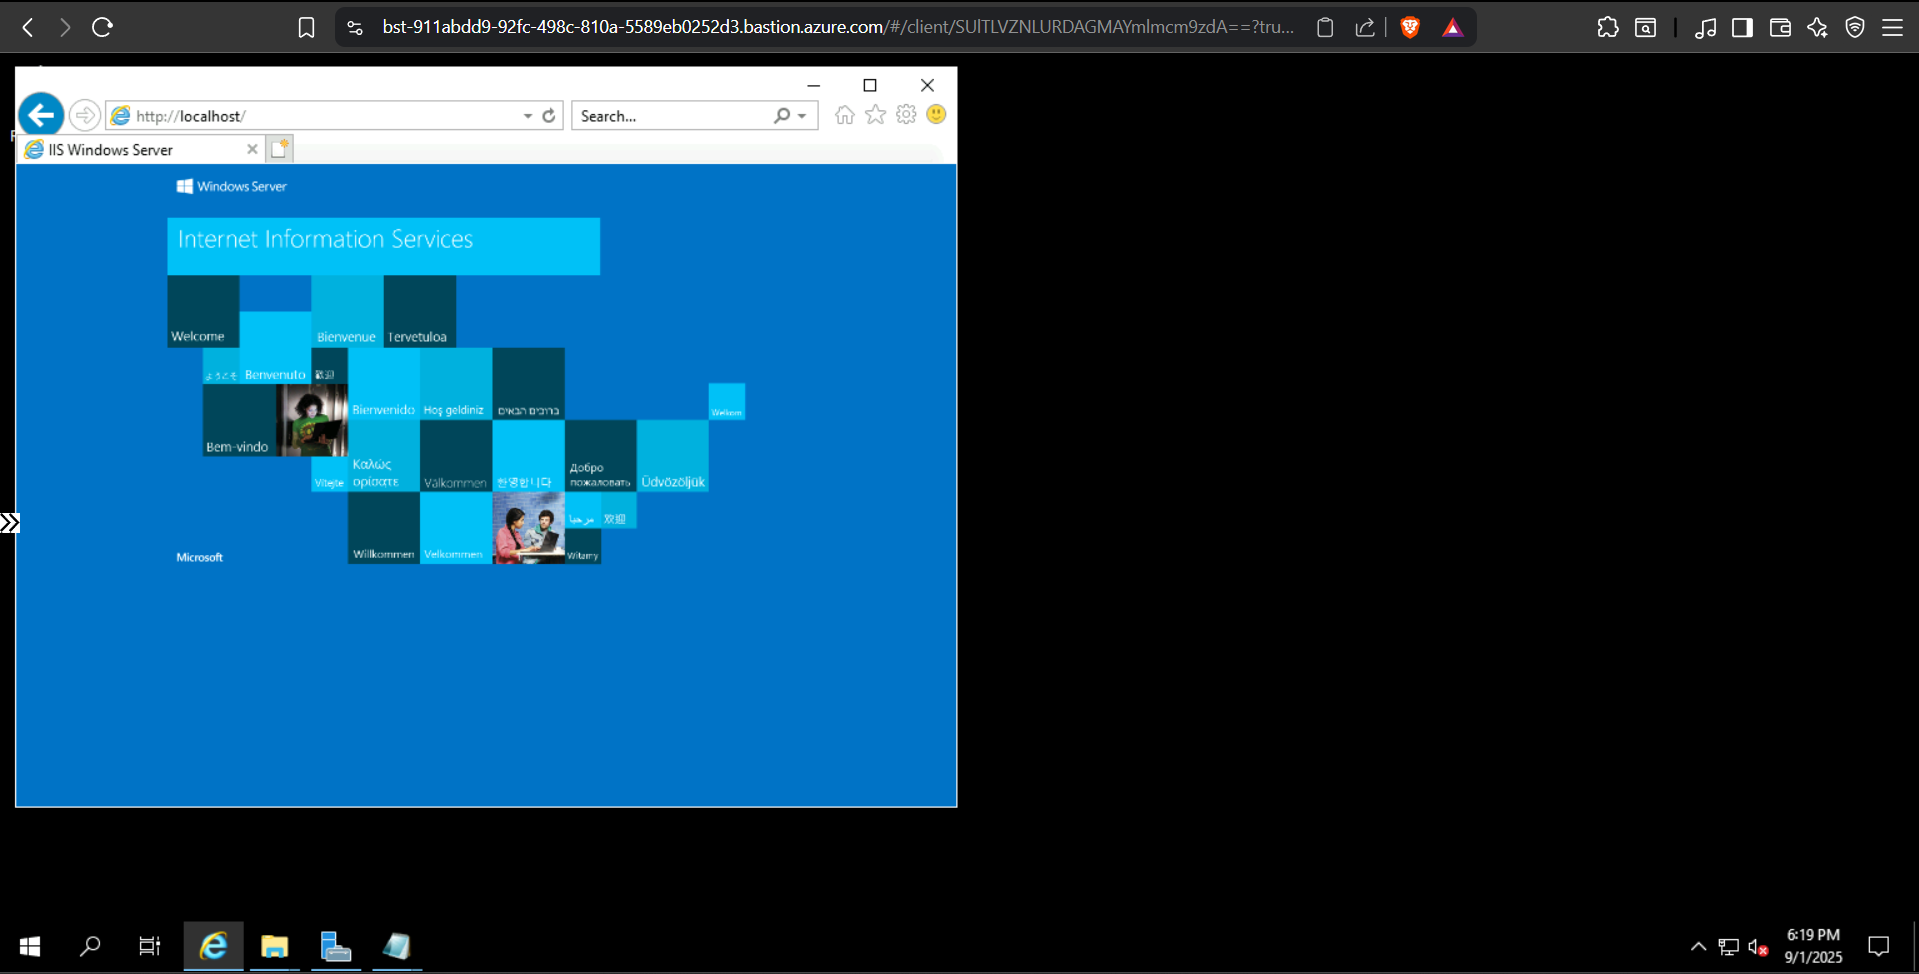 bst-911abdd9-92fc-498c-810a-5589eb0252d3.bastion.azure.com/#/client/SUlTLVZNLURDAGMAYmlmcm9zdA==?tru...
http://localhost/
Search...
IIS Windows Server
Windows Server
Internet Information Services
Welcome
Bienvenue
Tervetuloa
ようこそ
Benvenuto
歡迎
Bienvenido
Hoş geldiniz
ברוכים הבאים
Welkom
Bem-vindo
Vítejte
Καλώς
ορίσατε
Välkommen
환영합니다
Добро
пожаловать
Üdvözöljük
مرحبا
欢迎
Microsoft
Willkommen
Velkommen
Witamy
6:19 PM
9/1/2025